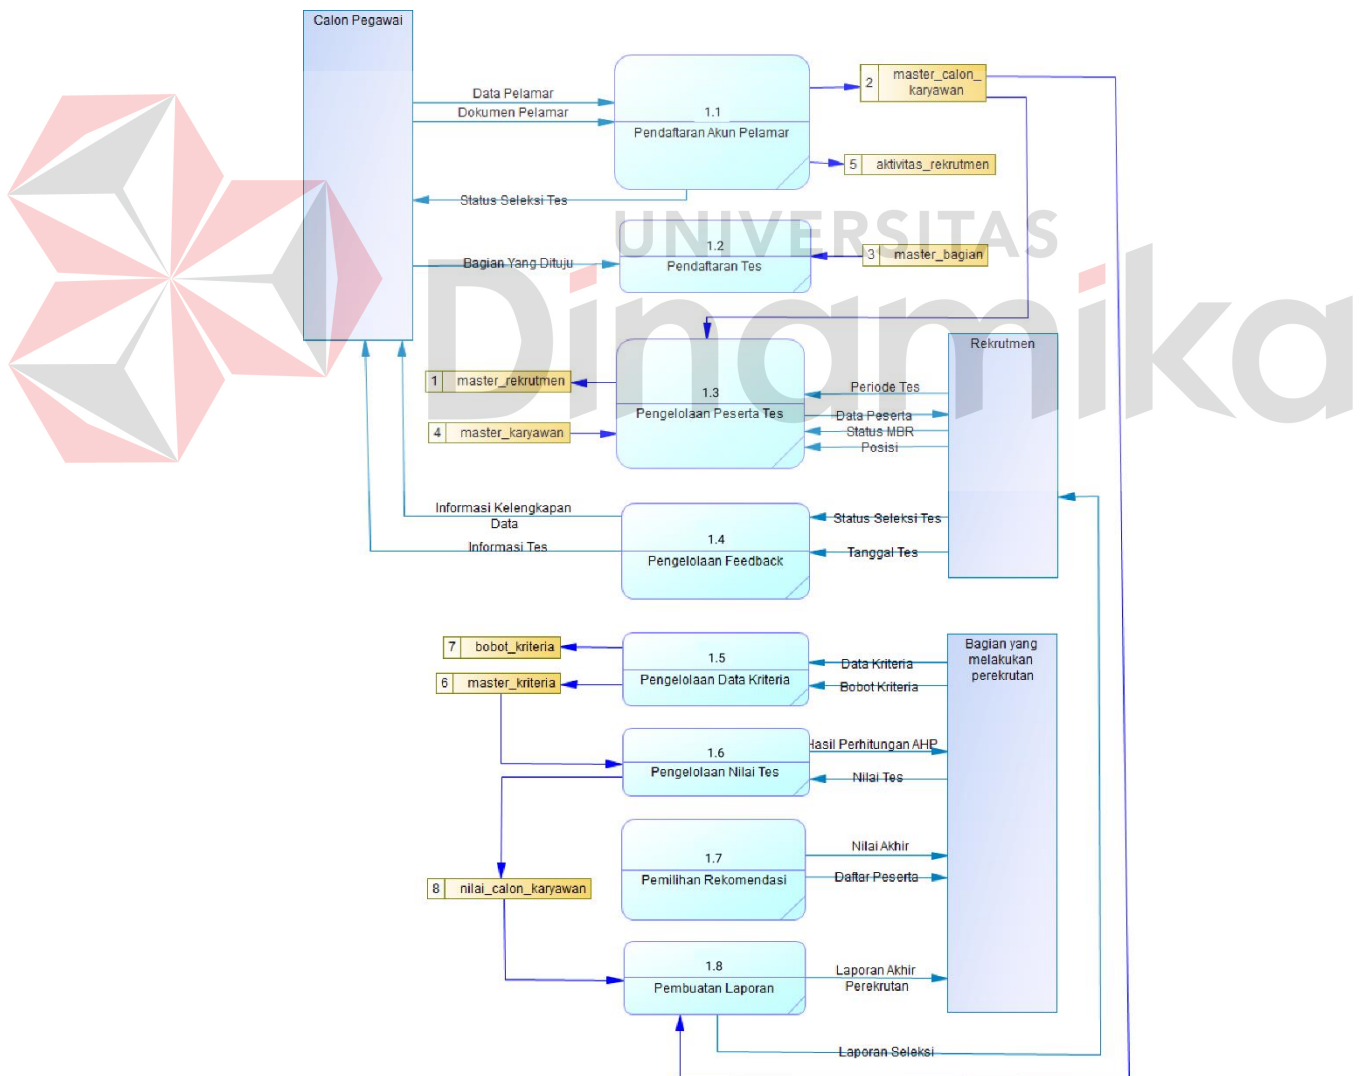 Calon Pegawai
Data Pelamar
Dokumen Pelamar
1.1
Pendaftaran Akun Pelamar
2
master_calon_
karyawan
5
aktivitas_rekrutmen
Status Seleksi Tes
UNIVERSITAS
Dinamika
1.2
Pendaftaran Tes
Bagian Yang Dituju
3
master_bagian
Rekrutmen
1
master_rekrutmen
4
master_karyawan
1.3
Pengelolaan Peserta Tes
Periode Tes
Data Peserta
Status MBR
Posisi
Informasi Kelengkapan
Data
Informasi Tes
1.4
Pengelolaan Feedback
Status Seleksi Tes
Tanggal Tes
7
bobot_kriteria
6
master_kriteria
1.5
Pengelolaan Data Kriteria
Data Kriteria
Bobot Kriteria
Bagian yang
melakukan
perekrutan
1.6
Pengelolaan Nilai Tes
Hasil Perhitungan AHP
Nilai Tes
1.7
Pemilihan Rekomendasi
Nilai Akhir
Daftar Peserta
8
nilai_calon_karyawan
1.8
Pembuatan Laporan
Laporan Akhir
Perekrutan
Laporan Seleksi